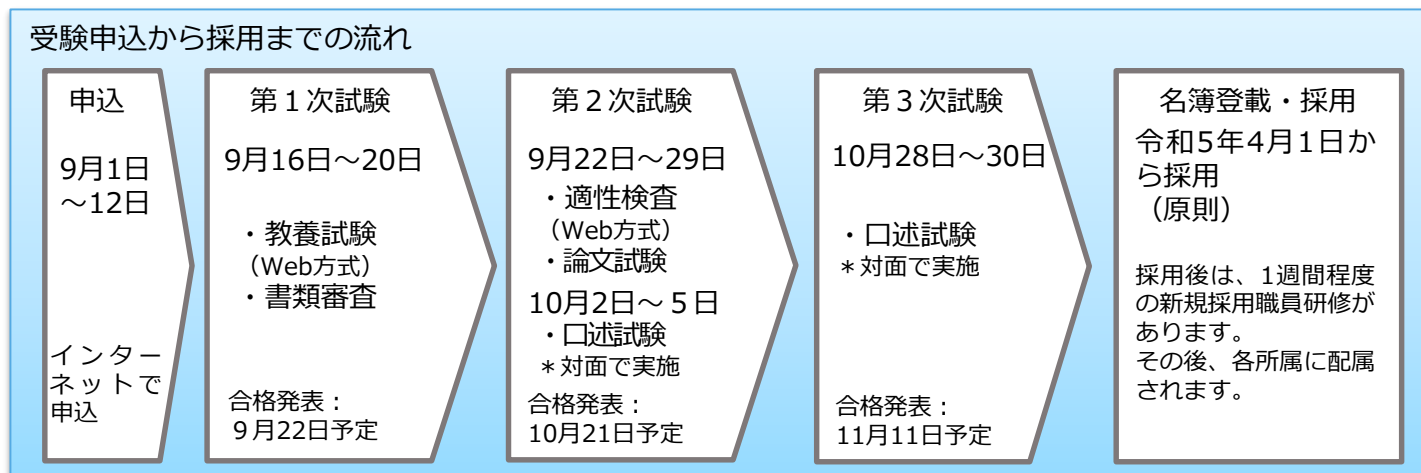 受験申込から採用までの流れ
申込
9月1日
～12日
インター
ネットで
申込
第１次試験
9月16日～20日
・教養試験
（Web方式）
・書類審査
合格発表：
９月22日予定
第２次試験
9月22日～29日
・適性検査
（Web方式）
・論文試験
10月2日～５日
・口述試験
＊対面で実施
合格発表：
10月21日予定
第３次試験
10月28日～30日
・口述試験
＊対面で実施
合格発表：
11月11日予定
名簿登載・採用
令和5年4月1日か
ら採用
（原則）
採用後は、1週間程度
の新規採用職員研修が
あります。
その後、各所属に配属
されます。